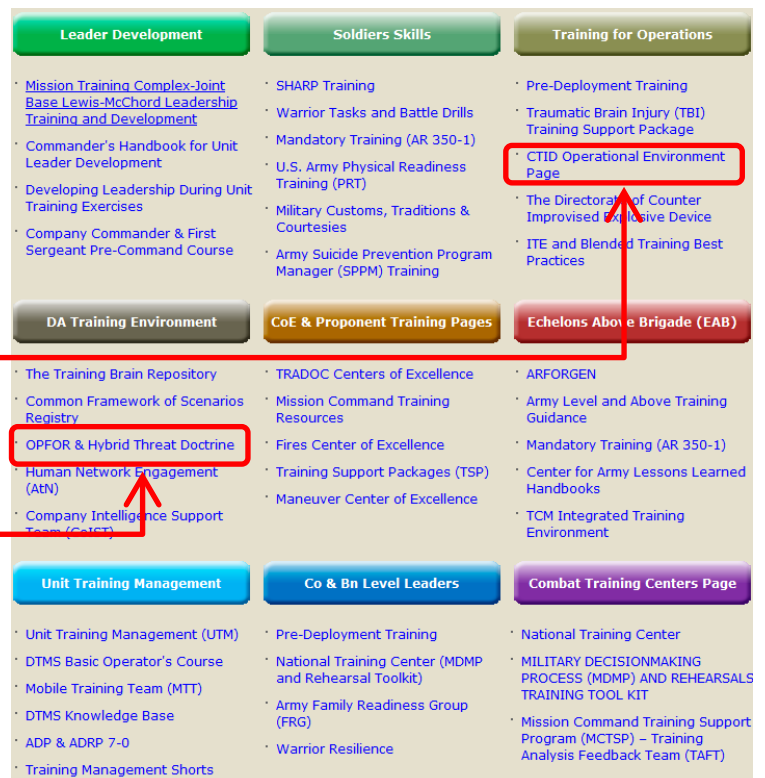 Leader Development
Mission Training Complex-Joint
Base Lewis-McChord Leadership
Training and Development
Commander's Handbook for Unit
Leader Development
Developing Leadership During Unit
Training Exercises
Company Commander & First
Sergeant Pre-Command Course
Soldiers Skills
SHARP Training
Warrior Tasks and Battle Drills
Mandatory Training (AR 350-1)
U.S. Army Physical Readiness
Training (PRT)
Military Customs, Traditions &
Courtesies
Army Suicide Prevention Program
Manager (SPPM) Training
Training for Operations
Pre-Deployment Training
Traumatic Brain Injury (TBI)
Training Support Package
CTID Operational Environment
Page
The Directorate of Counter
Improvised Explosive Device
ITE and Blended Training Best
Practices
DA Training Environment
The Training Brain Repository
Common Framework of Scenarios
Registry
OPFOR & Hybrid Threat Doctrine
Human Network Engagement
(AtN)
Company Intelligence Support
Team (CoIST)
CoE & Proponent Training Pages
TRADOC Centers of Excellence
Mission Command Training
Resources
Fires Center of Excellence
Training Support Packages (TSP)
Maneuver Center of Excellence
Echelons Above Brigade (EAB)
ARFORGEN
Army Level and Above Training
Guidance
Mandatory Training (AR 350-1)
Center for Army Lessons Learned
Handbooks
TCM Integrated Training
Environment
Unit Training Management
Unit Training Management (UTM)
DTMS Basic Operator's Course
Mobile Training Team (MTT)
DTMS Knowledge Base
ADP & ADRP 7-0
Training Management Shorts
Co & Bn Level Leaders
Pre-Deployment Training
National Training Center (MDMP
and Rehearsal Toolkit)
Army Family Readiness Group
(FRG)
Warrior Resilience
Combat Training Centers Page
National Training Center
MILITARY DECISIONMAKING
PROCESS (MDMP) AND REHEARSALS
TRAINING TOOL KIT
Mission Command Training Support
Program (MCTSP) – Training
Analysis Feedback Team (TAFT)